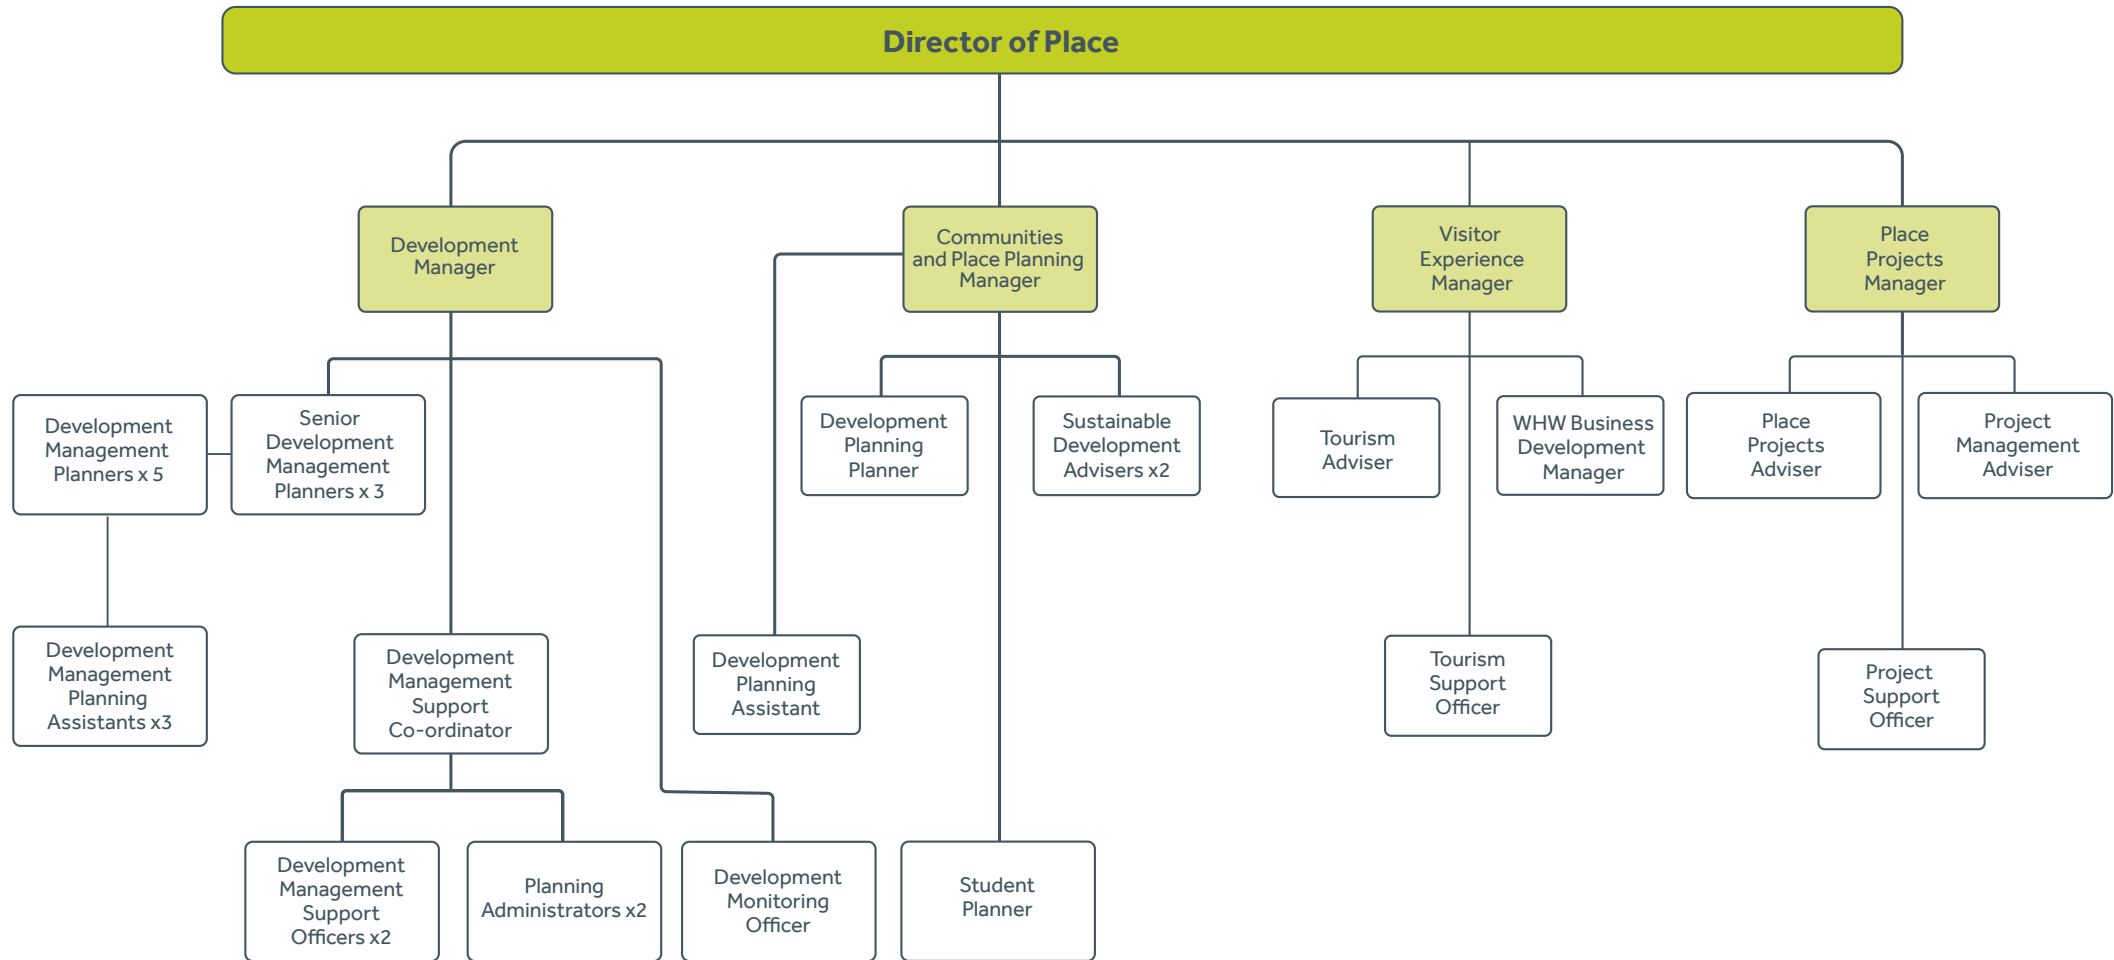 Director of Place
Development
Manager
Communities
and Place Planning
Manager
Visitor
Experience
Manager
Place
Projects
Manager
Development
Management
Planners x 5
Senior
Development
Management
Planners x 3
Development
Planning
Planner
Sustainable
Development
Advisers x2
Tourism
Adviser
WHW Business
Development
Manager
Place
Projects
Adviser
Project
Management
Adviser
Development
Management
Planning
Assistants x3
Development
Management
Support
Co-ordinator
Development
Planning
Assistant
Tourism
Support
Officer
Project
Support
Officer
Development
Management
Support
Officers x2
Planning
Administrators x2
Development
Monitoring
Officer
Student
Planner